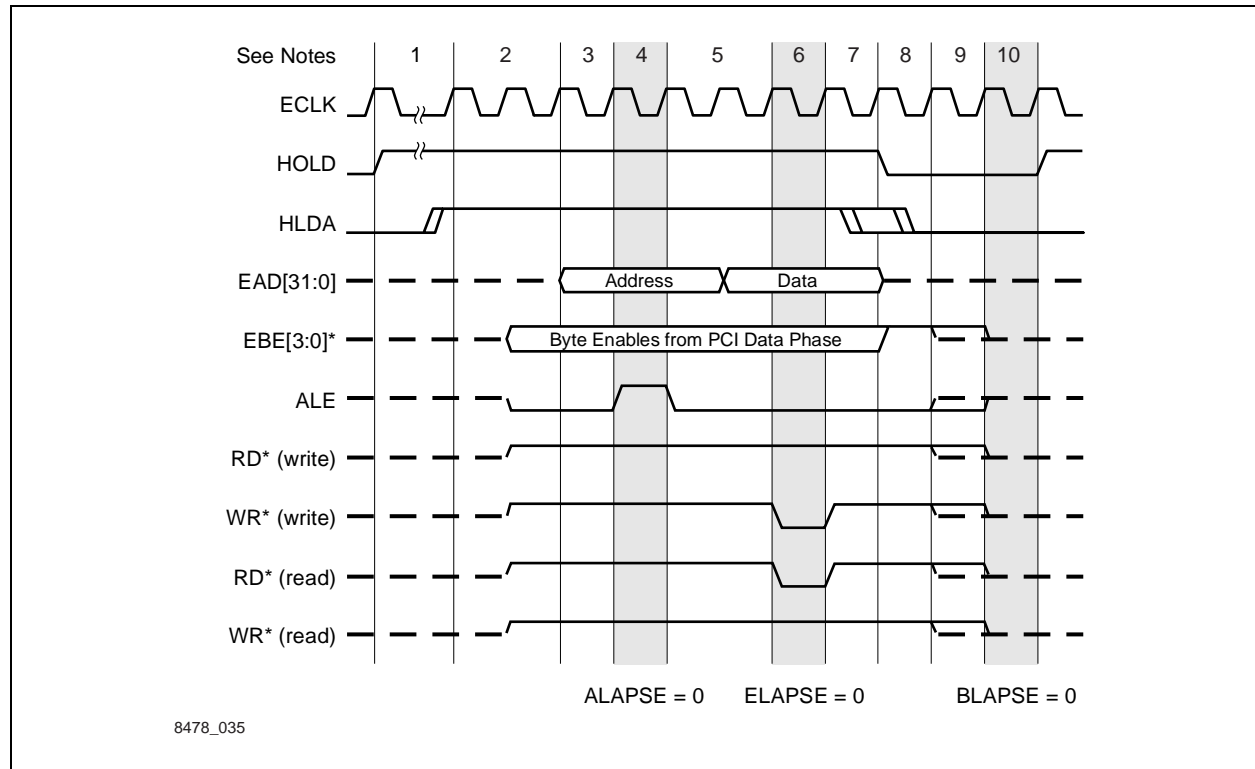 See Notes 1 2 3 4 5 6 7 8 9 10
ECLK
HOLD
HLDA
EAD[31:0] Address Data
EBE[3:0]* Byte Enables from PCI Data Phase
ALE
RD* (write)
WR* (write)
RD* (read)
WR* (read)
ALAPSE = 0 ELAPSE = 0 BLAPSE = 0
8478_035